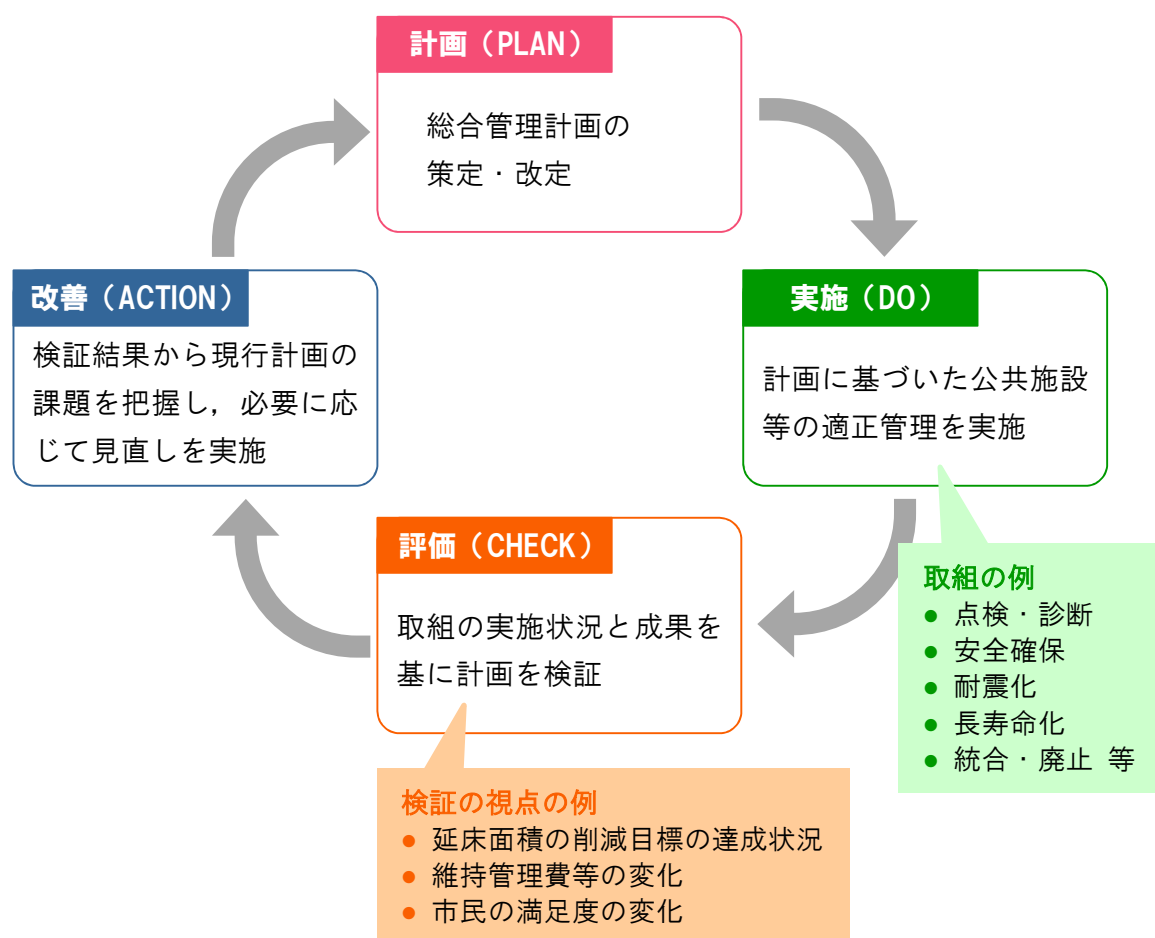 計画（PLAN）
総合管理計画の
策定・改定
実施（DO）
計画に基づいた公共施設
等の適正管理を実施
取組の例
● 点検・診断
● 安全確保
● 耐震化
● 長寿命化
● 統合・廃止 等
評価（CHECK）
取組の実施状況と成果を
基に計画を検証
検証の視点の例
● 延床面積の削減目標の達成状況
● 維持管理費等の変化
● 市民の満足度の変化
改善（ACTION）
検証結果から現行計画の
課題を把握し，必要に応
じて見直しを実施